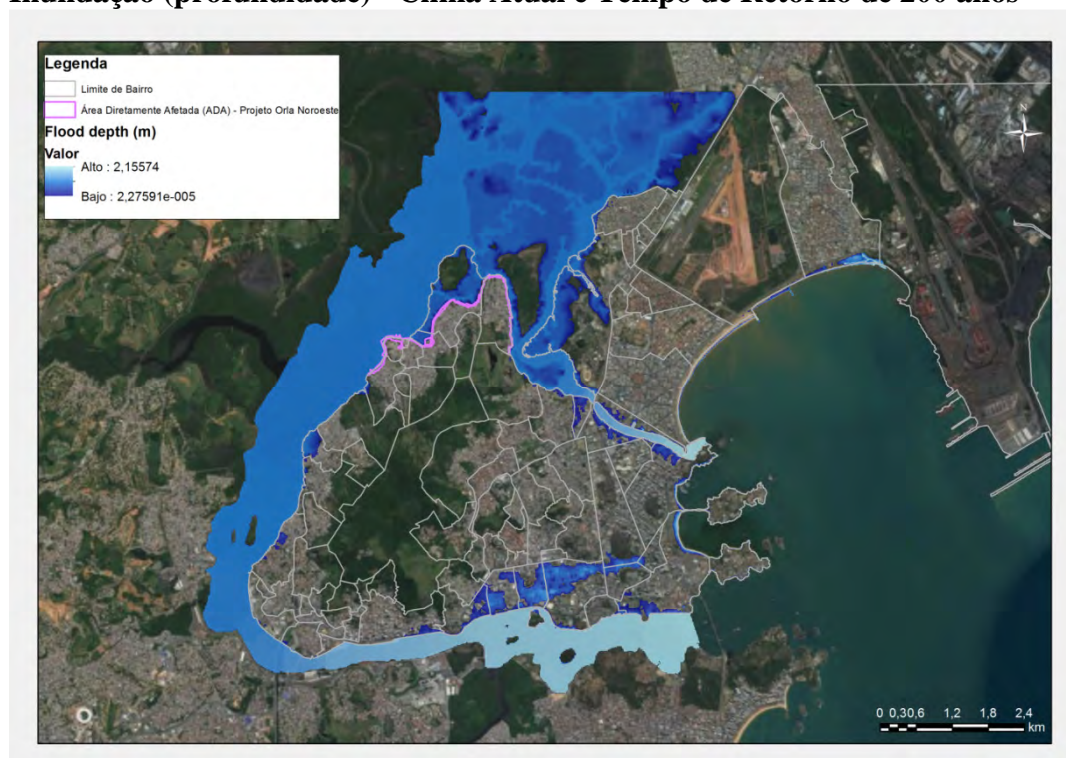 Inundação (profundidade) - Clima Atual e Tempo de Retorno de 200 anos
Legenda
Limite de Bairro
Área Diretamente Afetada (ADA) - Projeto Orla Noroeste
Flood depth (m)
Valor
Alto : 2,15574
Bajo : 2,27591e-005
N
0 0,30,6 1,2 1,8 2,4
km